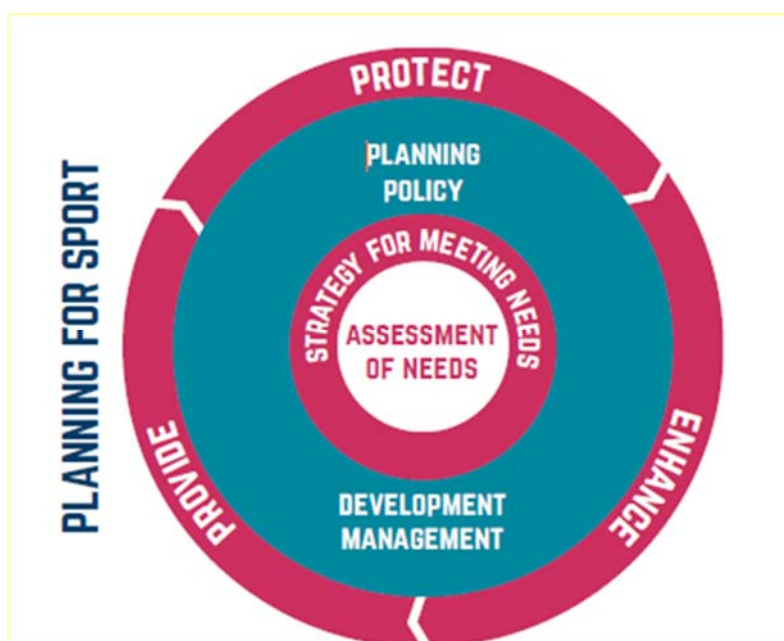 PLANNING FOR SPORT
PROTECT
PLANNING
POLICY
STRATEGY FOR MEETING NEEDS
ASSESSMENT
OF NEEDS
DEVELOPMENT
MANAGEMENT
PROVIDE
ENHANCE